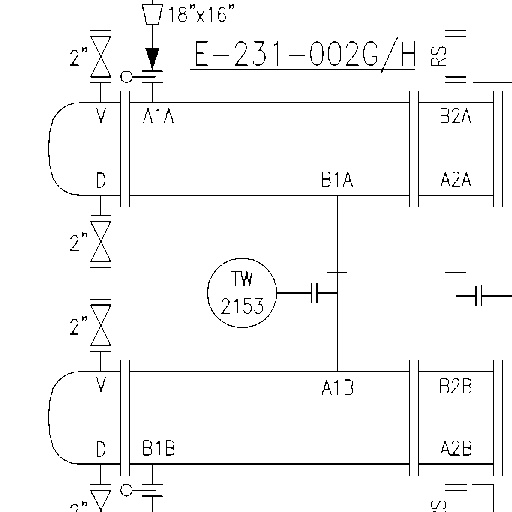 18"x16"
2"
E-231-002G/H
RS
V
A1A
B2A
D
B1A
A2A
2"
TW
2153
2"
V
A1B
B2B
D
B1B
A2B
2"